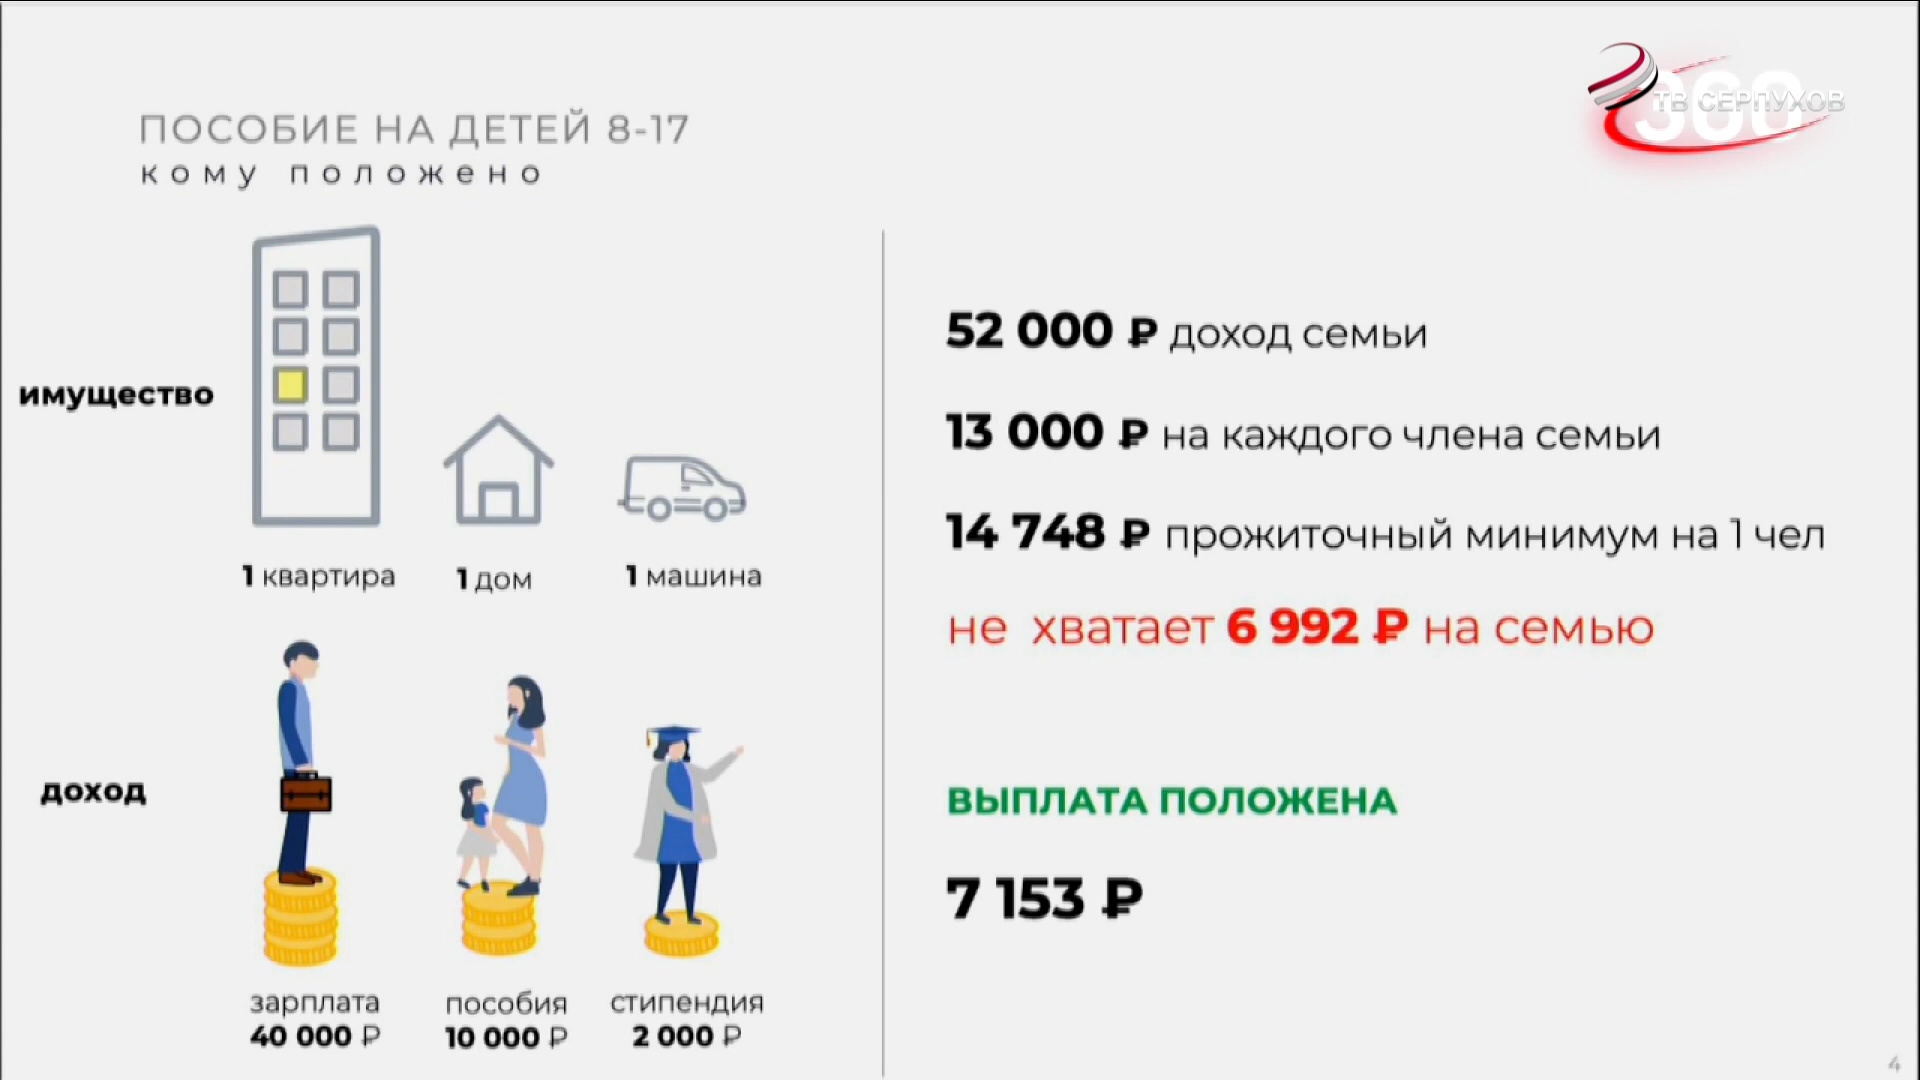 360
ТВ СЕРПУХОВ
ПОСОБИЕ НА ДЕТЕЙ 8-17
кому положено
имущество
1 квартира
1 дом
1 машина
доход
зарплата
40 000 ₽
пособия
10 000 ₽
стипендия
2 000 ₽
52 000 ₽ доход семьи
13 000 ₽ на каждого члена семьи
14 748 ₽ прожиточный минимум на 1 чел
не хватает 6 992 ₽ на семью
ВЫПЛАТА ПОЛОЖЕНА
7 153 ₽
4